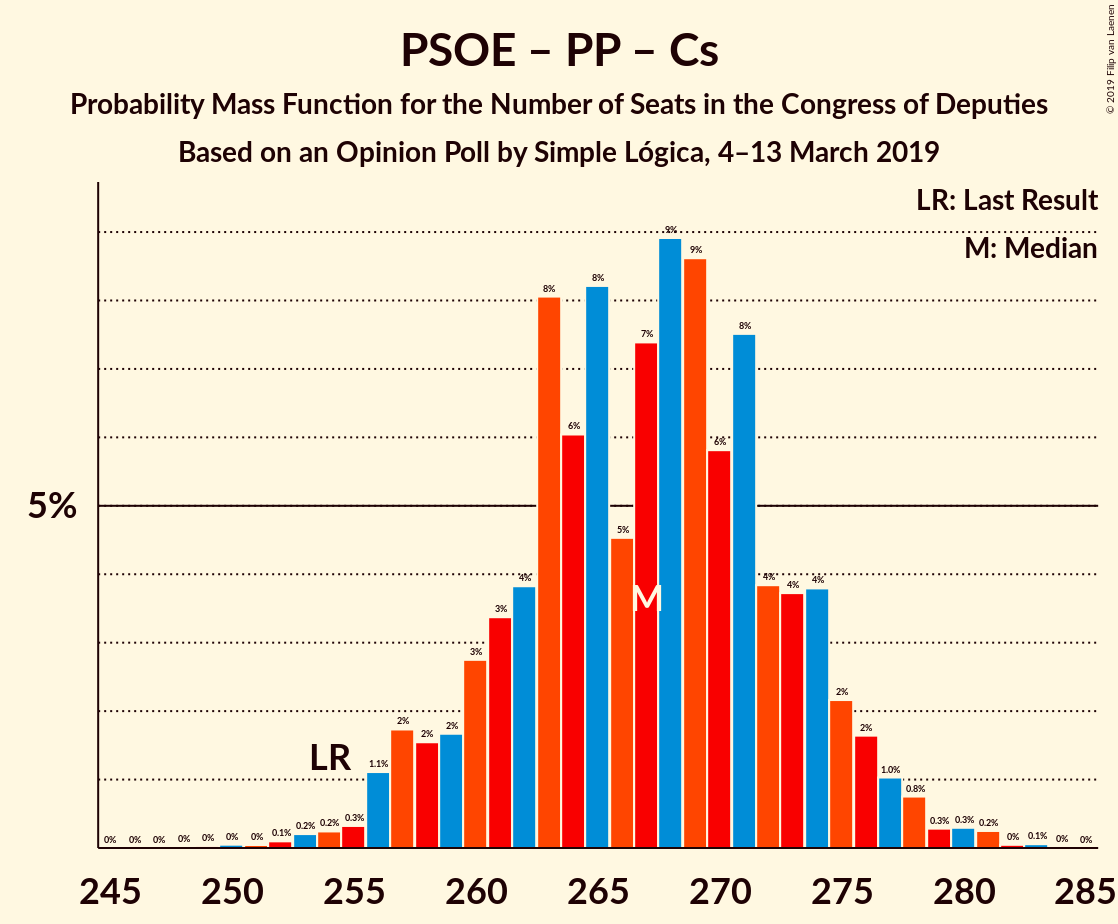 PSOE – PP – Cs
Probability Mass Function for the Number of Seats in the Congress of Deputies
Based on an Opinion Poll by Simple Lógica, 4–13 March 2019
© 2019 Filip van Laenen
LR: Last Result
M: Median
5%
LR
M
0% 0% 0% 0% 0% 0% 0% 0.1% 0.2% 0.2% 0.3% 1.1% 2% 2% 2% 3% 3% 4% 8% 6% 8% 5% 7% 9% 9% 6% 8% 4% 4% 4% 2% 2% 1.0% 0.8% 0.3% 0.3% 0.2% 0% 0.1% 0% 0%
245 250 255 260 265 270 275 280 285